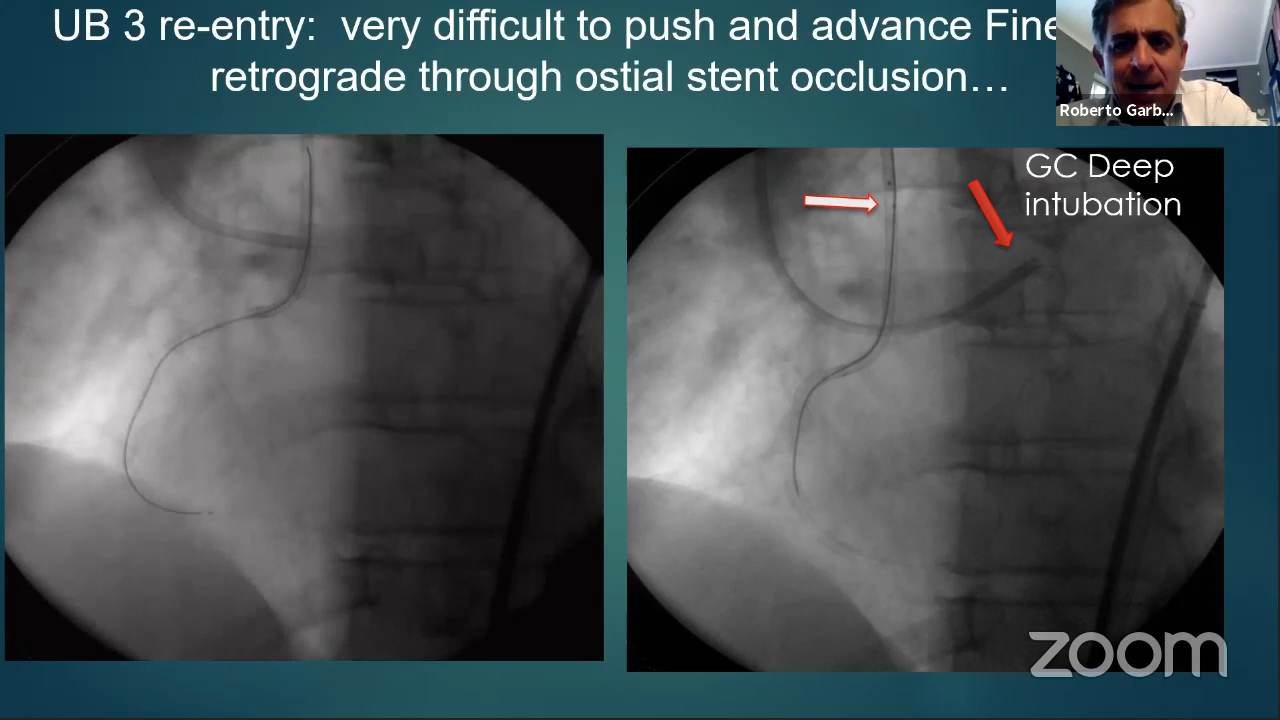 UB 3 re-entry: very difficult to push and advance Fine
retrograde through ostial stent occlusion…
Roberto Garb...
GC Deep
intubation
zoom